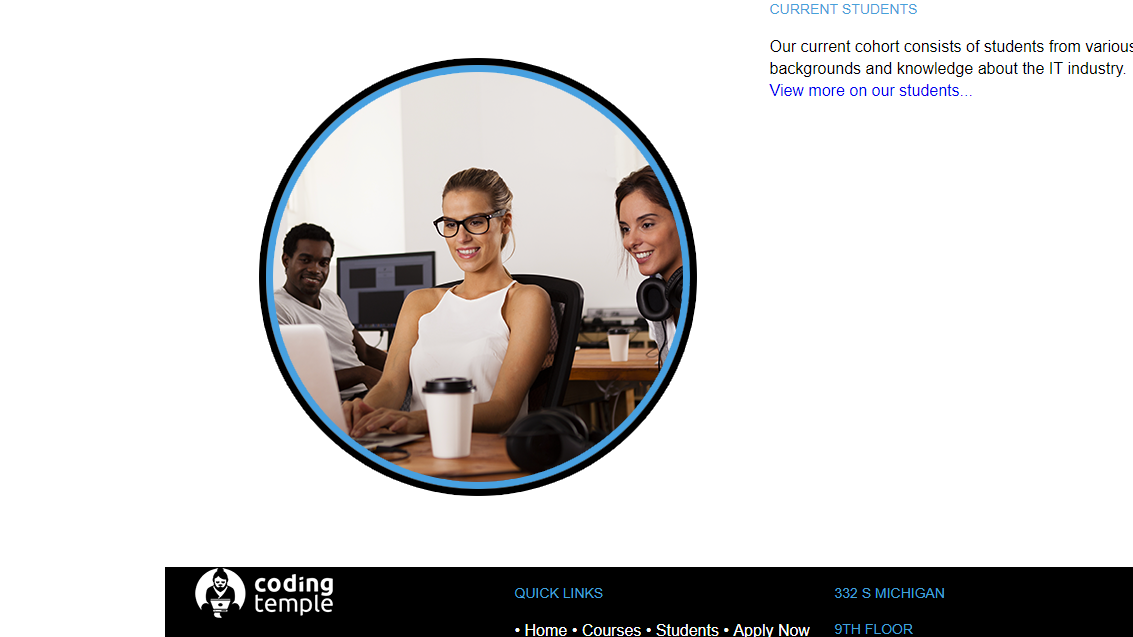 CURRENT STUDENTS
Our current cohort consists of students from various
backgrounds and knowledge about the IT industry.
View more on our students...
coding
temple
QUICK LINKS
• Home • Courses • Students • Apply Now
332 S MICHIGAN
9TH FLOOR